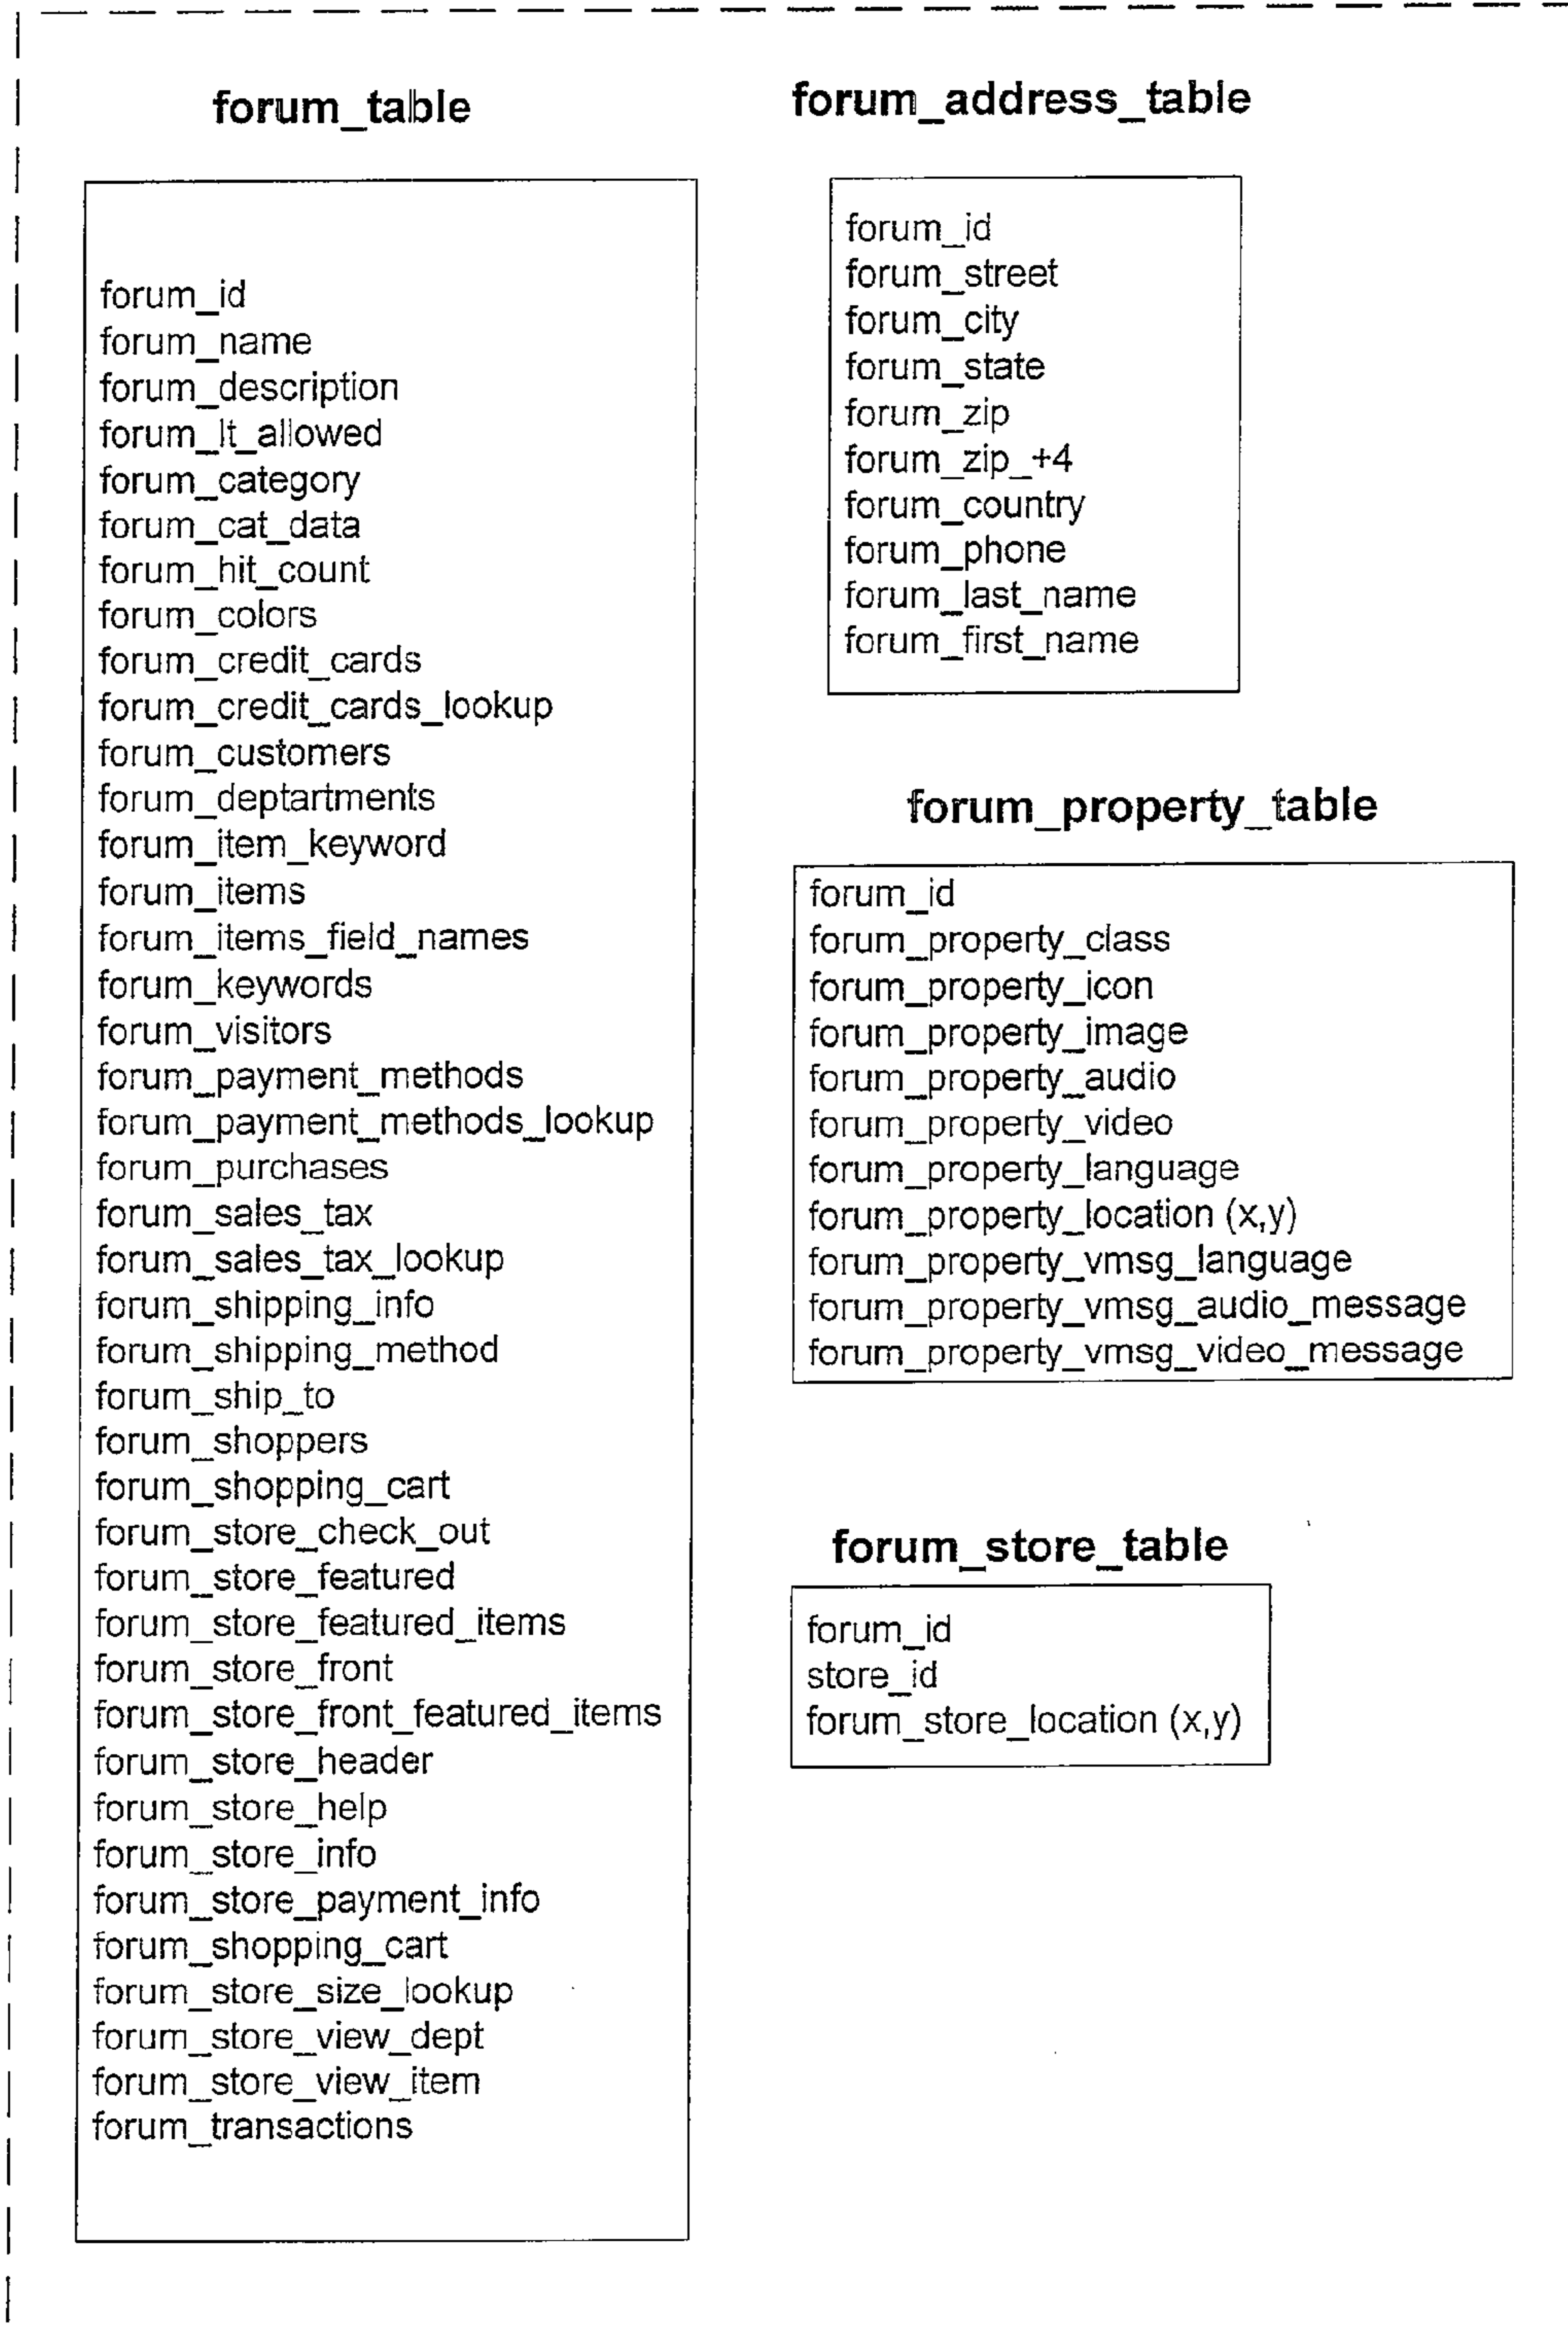 forum_table
forum_id
forum_name
forum_description
forum_lt_allowed
forum_category
forum_cat_data
forum_hit_count
forum_colors
forum_credit_cards
forum_credit_cards_lookup
forum_customers
forum_deptartments
forum_item_keyword
forum_items
forum_items_field_names
forum_keywords
forum_visitors
forum_payment_methods
forum_payment_methods_lookup
forum_purchases
forum_sales_tax
forum_sales_tax_lookup
forum_shipping_info
forum_shipping_method
forum_ship_to
forum_shoppers
forum_shopping_cart
forum_store_check_out
forum_store_featured
forum_store_featured_items
forum_store_front
forum_store_front_featured_items
forum_store_header
forum_store_help
forum_store_info
forum_store_payment_info
forum_shopping_cart
forum_store_size_lookup
forum_store_view_dept
forum_store_view_item
forum_transactions
forum_address_table
forum_id
forum_street
forum_city
forum_state
forum_zip
forum_zip_+4
forum_country
forum_phone
forum_last_name
forum_first_name
forum_property_table
forum_id
forum_property_class
forum_property_icon
forum_property_image
forum_property_audio
forum_property_video
forum_property_language
forum_property_location (x,y)
forum_property_vmsg_language
forum_property_vmsg_audio_message
forum_property_vmsg_video_message
forum_store_table
forum_id
store_id
forum_store_location (x,y)